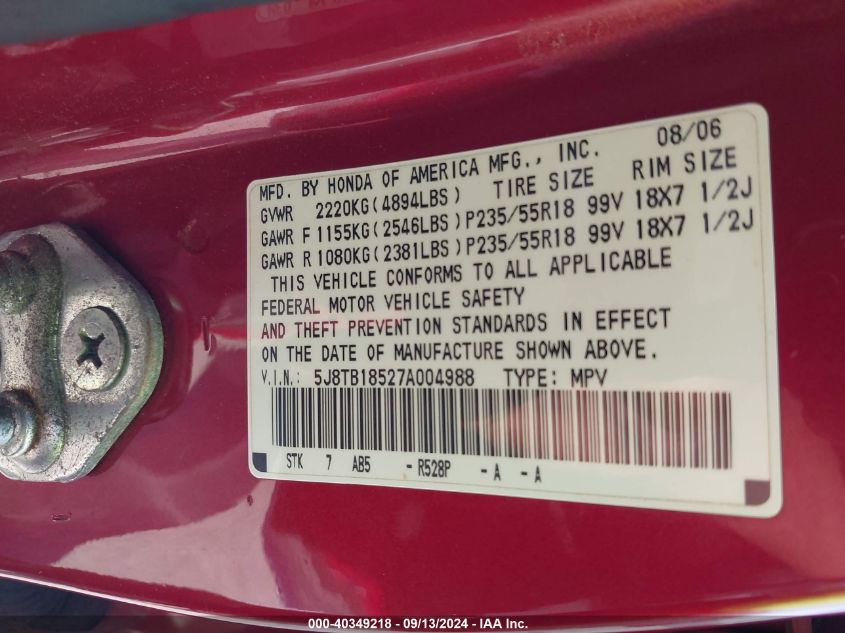 08/06
MFD. BY HONDA OF AMERICA MFG., INC.
GVWR 2220KG(4894LBS) TIRE SIZE RIM SIZE
GAWR F 1155KG(2546LBS)P235/55R18 99V 18X7 1/2J
GAWR R 1080KG(2381LBS)P235/55R18 99V 18X7 1/2J
THIS VEHICLE CONFORMS TO ALL APPLICABLE
FEDERAL MOTOR VEHICLE SAFETY
AND THEFT PREVENTION STANDARDS IN EFFECT
ON THE DATE OF MANUFACTURE SHOWN ABOVE.
V.I.N.: 5J8TB18527A004988 TYPE: MPV
STK 7 AB5 -R528P -A -A
000-40349218 - 09/13/2024 - IAA Inc.